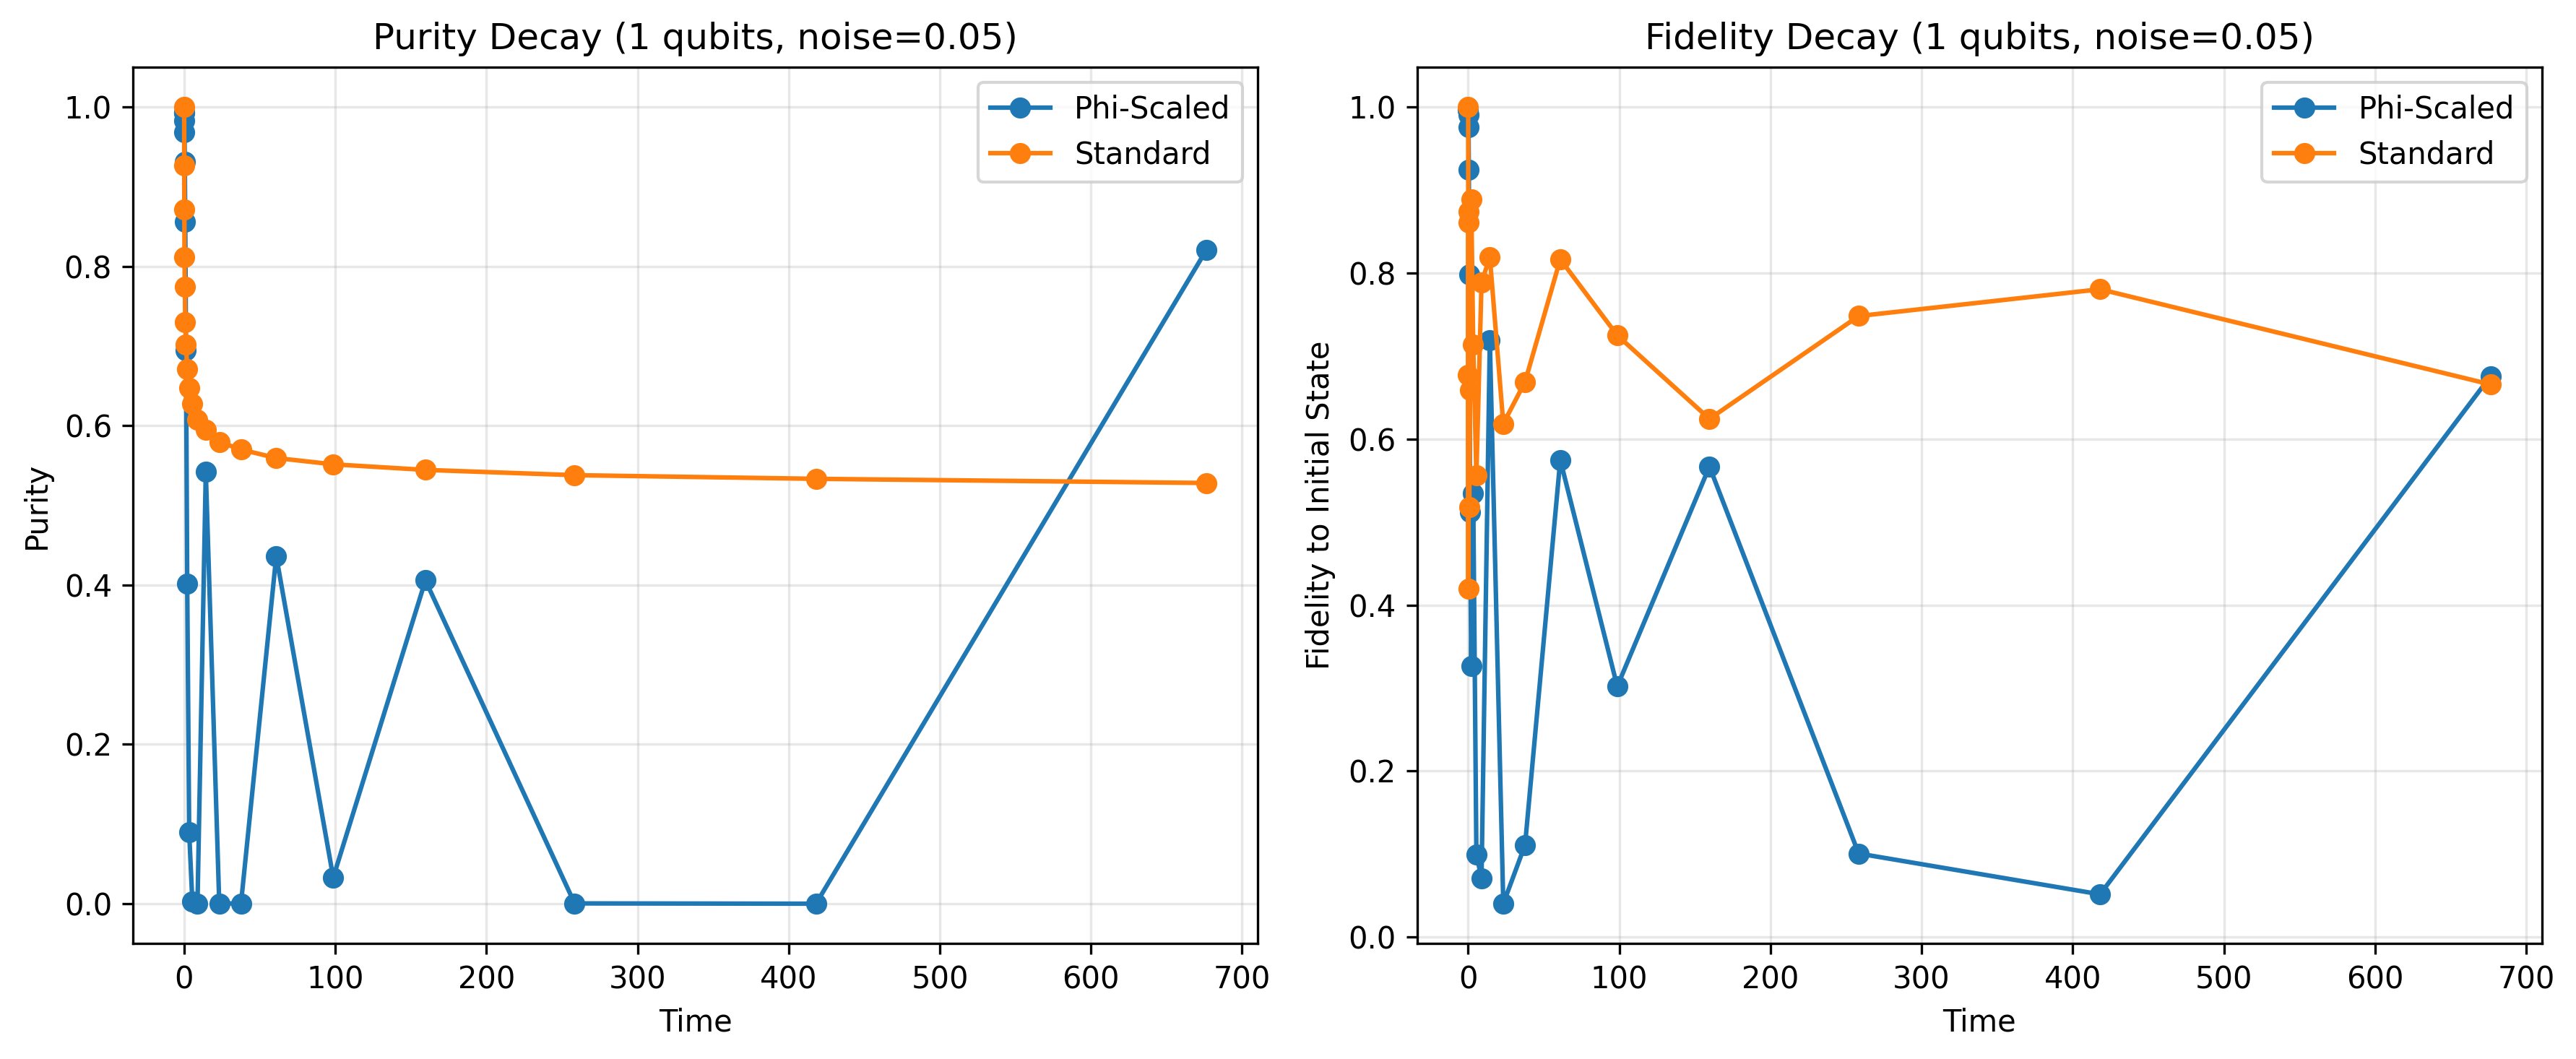 Purity Decay (1 qubits, noise=0.05)
Phi-Scaled
Standard
Purity
1.0
0.8
0.6
0.4
0.2
0.0
0 100 200 300 400 500 600 700
Time
Fidelity Decay (1 qubits, noise=0.05)
Phi-Scaled
Standard
Fidelity to Initial State
1.0
0.8
0.6
0.4
0.2
0.0
0 100 200 300 400 500 600 700
Time